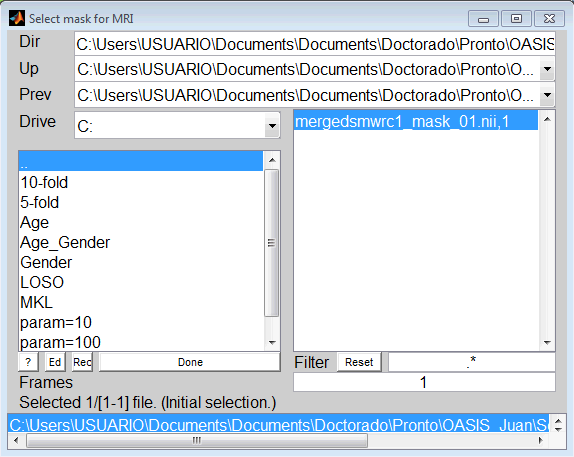 Select mask for MRI
Dir C:\Users\USUARIO\Documents\Documents\Doctorado\Pronto\OASIS
Up C:\Users\USUARIO\Documents\Documents\Doctorado\Pronto\O...
Prev C:\Users\USUARIO\Documents\Documents\Doctorado\Pronto\O...
Drive C:
mergedsmwrc1_mask_01.nii,1
..
10-fold
5-fold
Age
Age_Gender
Gender
LOSO
MKL
param=10
param=100
? Ed Rec Done
Filter Reset .*
Frames 1
Selected 1/[1-1] file. (Initial selection.)
C:\Users\USUARIO\Documents\Documents\Doctorado\Pronto\OASIS_Juan\S